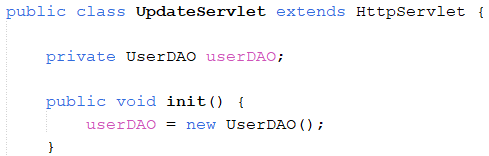 public class UpdateServlet extends HttpServlet {
private UserDAO userDAO;
public void init() {
userDAO = new UserDAO();
}